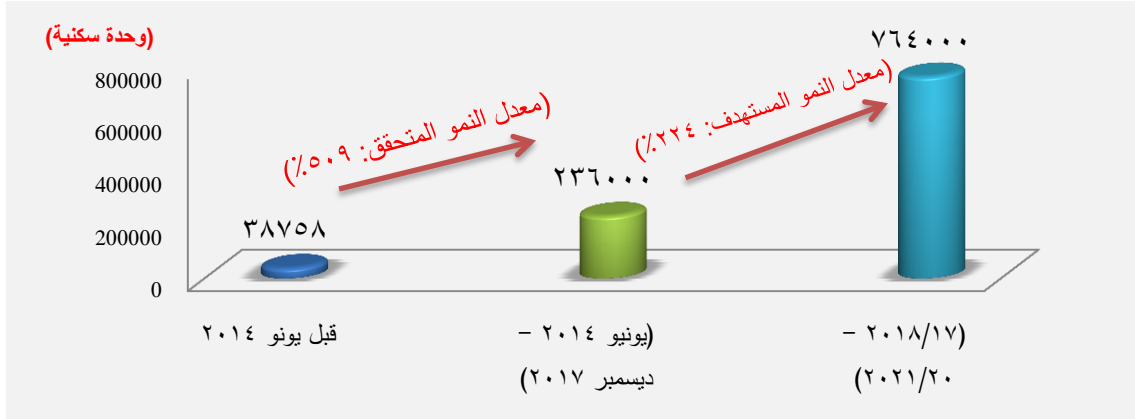 (وحدة سكنية)
800000
600000
400000
200000
0
٣٨٧٥٨
(معدل النمو المتحقق: ٥٠٩٪)
٢٣٦٠٠٠
(معدل النمو المستهدف: ٢٢٤٪)
٧٦٤٠٠٠
قبل يونو ٢٠١٤
(يونيو ٢٠١٤ –
ديسمبر ٢٠١٧)
(٢٠١٨/١٧ –
٢٠٢١/٢٠)